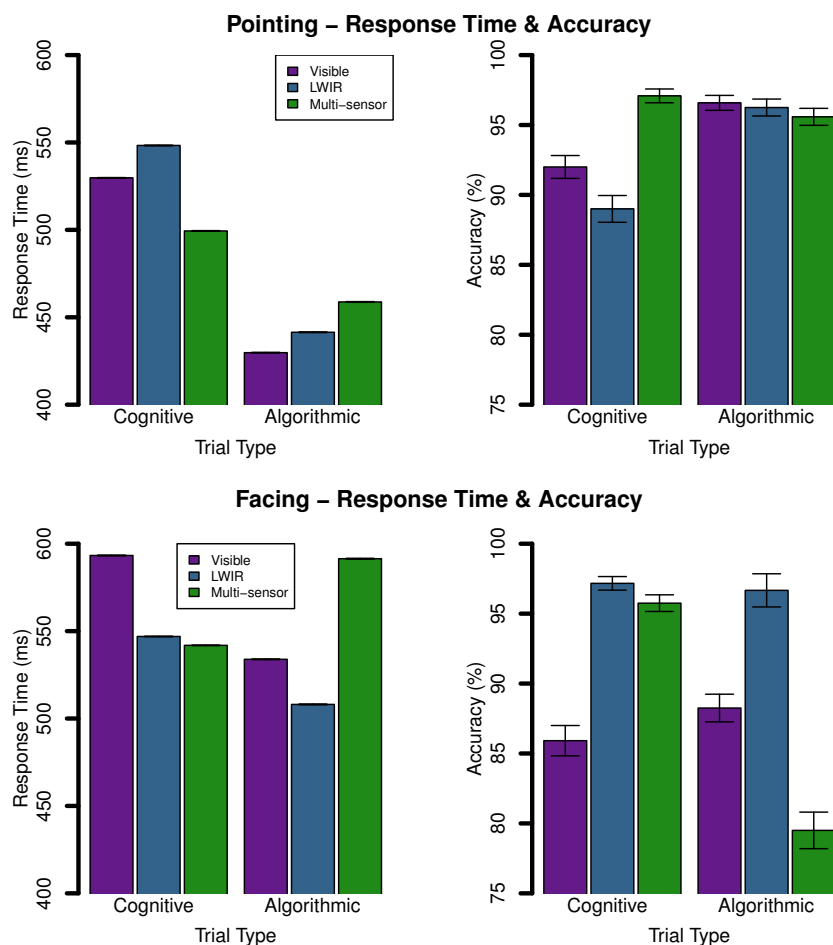 Pointing − Response Time & Accuracy
Response Time (ms)
600
550
500
450
400
Visible
LWIR
Multi-sensor
Cognitive
Algorithmic
Trial Type
Accuracy (%)
100
95
90
85
80
75
Cognitive
Algorithmic
Trial Type
Facing − Response Time & Accuracy
Response Time (ms)
600
550
500
450
400
Visible
LWIR
Multi-sensor
Cognitive
Algorithmic
Trial Type
Accuracy (%)
100
95
90
85
80
75
Cognitive
Algorithmic
Trial Type